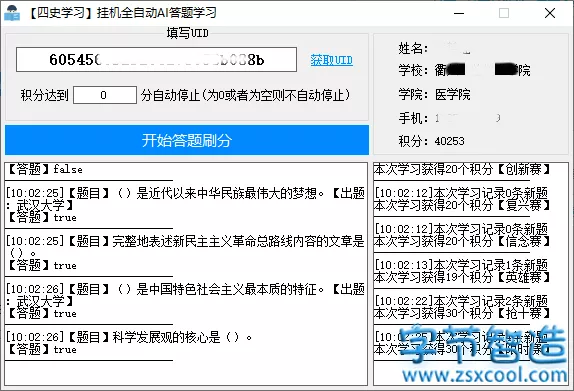 【四史学习】挂机全自动AI答题学习
填写UID
获取UID
积分达到 0 分自动停止(为0或者为空则不自动停止)
开始答题刷分
姓名:
学校:
学院: 医学院
手机:
积分: 40253
【答题】false
[10:02:25]【题目】（）是近代以来中华民族最伟大的梦想。【出题
: 武汉大学】
【答题】true
[10:02:25]【题目】完整地表述新民主主义革命总路线内容的文章是
（）。
【答题】true
[10:02:26]【题目】（）是中国特色社会主义最本质的特征。【出题
: 武汉大学】
【答题】true
[10:02:26]【题目】科学发展观的核心是（）。
【答题】true
本次学习获得20个积分【创新赛】
[10:02:12]本次学习记录0条新题
本次学习获得20个积分【复兴赛】
[10:02:12]本次学习记录0条新题
本次学习获得20个积分【信念赛】
[10:02:13]本次学习记录1条新题
本次学习获得19个积分【英雄赛】
[10:02:22]本次学习记录2条新题
本次学习获得30个积分【抢十赛】
本次学习获得30个积分【限时赛】
字节智造
www.zsxcool.com